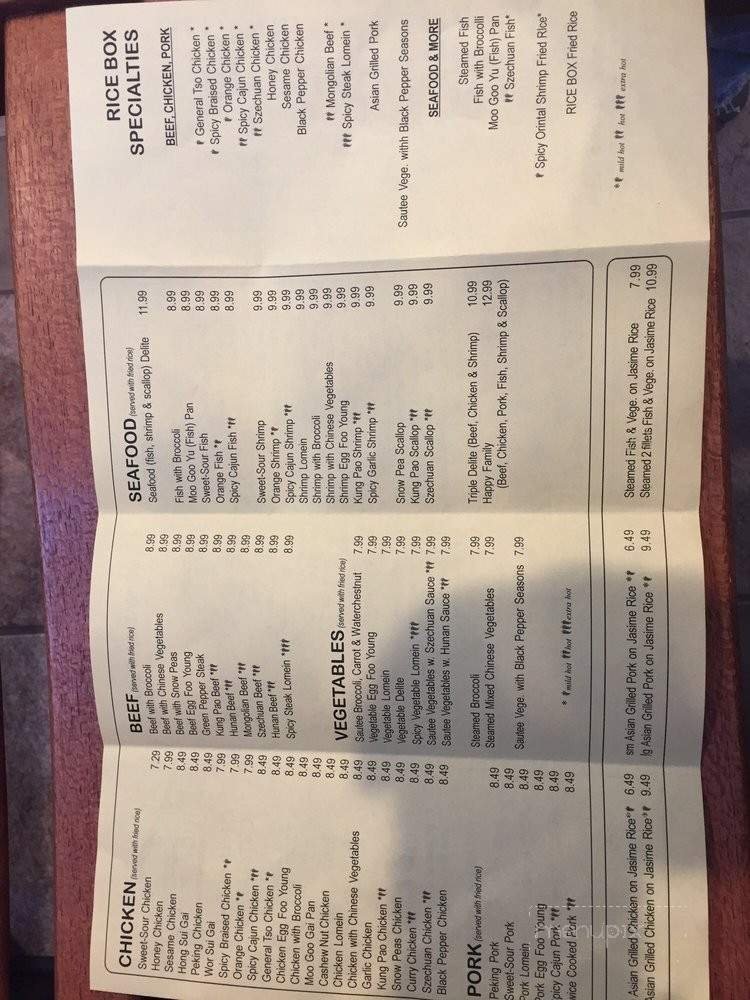 CHICKEN (served with fried rice)
Sweet-Sour Chicken 7.29
Honey Chicken 7.99
Sesame Chicken 8.49
Hong Sui Gai 8.49
Peking Chicken 8.49
Wor Sui Gai 7.99
Spicy Braised Chicken * 7.99
Orange Chicken * 7.99
Spicy Cajun Chicken * 8.49
General Tso Chicken * 8.49
Chicken Egg Foo Young 8.49
Chicken with Broccoli 8.49
Moo Goo Gai Pan 8.49
Cashew Nut Chicken 8.49
Chicken Lomein 8.49
Chicken with Chinese Vegetables 8.49
Garlic Chicken 8.49
Kung Pao Chicken * 8.49
Snow Peas Chicken 8.49
Curry Chicken * 8.49
Szechuan Chicken * 8.49
Black Pepper Chicken 8.49
PORK (served with fried rice)
Peking Pork 8.49
Sweet-Sour Pork 8.49
Pork Lomein 8.49
Pork Egg Foo Young 8.49
Spicy Cajun Pork * 8.49
Cooked Pork * 8.49
Asian Grilled Chicken on Jasime Rice* 6.49
Asian Grilled Chicken on Jasime Rice* 9.49
BEEF (served with fried rice)
Beef with Broccoli 8.99
Beef with Chinese Vegetables 8.99
Beef with Snow Peas 8.99
Beef Egg Foo Young 8.99
Green Pepper Steak 8.99
Kung Pao Beef * 8.99
Hunan Beef * 8.99
Mongolian Beef * 8.99
Szechuan Beef * 8.99
Hunan Beef * 8.99
Spicy Steak Lomein * 8.99
VEGETABLES (served with fried rice)
Sautee Broccoli, Carrot & Waterchestnut 7.99
Vegetable Egg Foo Young 7.99
Vegetable Lomein 7.99
Vegetable Delite 7.99
Spicy Vegetable Lomein * 7.99
Sautee Vegetables w. Szechuan Sauce * 7.99
Sautee Vegetables w. Hunan Sauce * 7.99
Steamed Broccoli 7.99
Steamed Mixed Chinese Vegetables 7.99
Sautee Vege. with Black Pepper Seasons 7.99
* mild hot hot extra hot
sm Asian Grilled Pork on Jasime Rice * 6.49
lg Asian Grilled Pork on Jasime Rice * 9.49
SEAFOOD (served with fried rice)
Seafood (fish, shrimp & scallop) Delite 11.99
Fish with Broccoli 8.99
Moo Goo Yu (Fish) Pan 8.99
Sweet-Sour Fish 8.99
Orange Fish * 8.99
Spicy Cajun Fish * 8.99
Sweet-Sour Shrimp 9.99
Orange Shrimp * 9.99
Spicy Cajun Shrimp * 9.99
Shrimp Lomein 9.99
Shrimp with Broccoli 9.99
Shrimp with Chinese Vegetables 9.99
Shrimp Egg Foo Young 9.99
Kung Pao Shrimp * 9.99
Spicy Garlic Shrimp * 9.99
Snow Pea Scallop 9.99
Kung Pao Scallop * 9.99
Szechuan Scallop * 9.99
Triple Delite (Beef, Chicken & Shrimp) 10.99
Happy Family 12.99
(Beef, Chicken, Pork, Fish, Shrimp & Scallop)
Steamed Fish & Vege. on Jasime Rice 7.99
Steamed 2 fillets Fish & Vege. on Jasime Rice 10.99
RICE BOX
SPECIALTIES
BEEF, CHICKEN, PORK
General Tso Chicken *
Spicy Braised Chicken *
Orange Chicken *
Spicy Cajun Chicken *
Szechuan Chicken *
Honey Chicken
Sesame Chicken
Black Pepper Chicken
Mongolian Beef *
Spicy Steak Lomein *
Asian Grilled Pork
Sautee Vege. withh Black Pepper Seasons
SEAFOOD & MORE
Steamed Fish
Fish with Broccolli
Moo Goo Yu (Fish) Pan
Szechuan Fish*
Spicy Orintal Shrimp Fried Rice*
RICE BOX Fried Rice
* mild hot hot extra hot